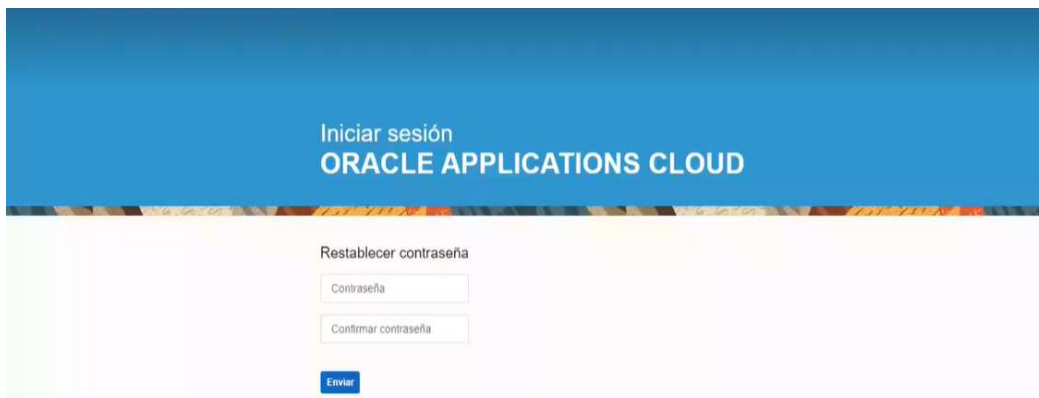 Iniciar sesión
ORACLE APPLICATIONS CLOUD
Restablecer contraseña
Contraseña
Confirmar contraseña
Enviar